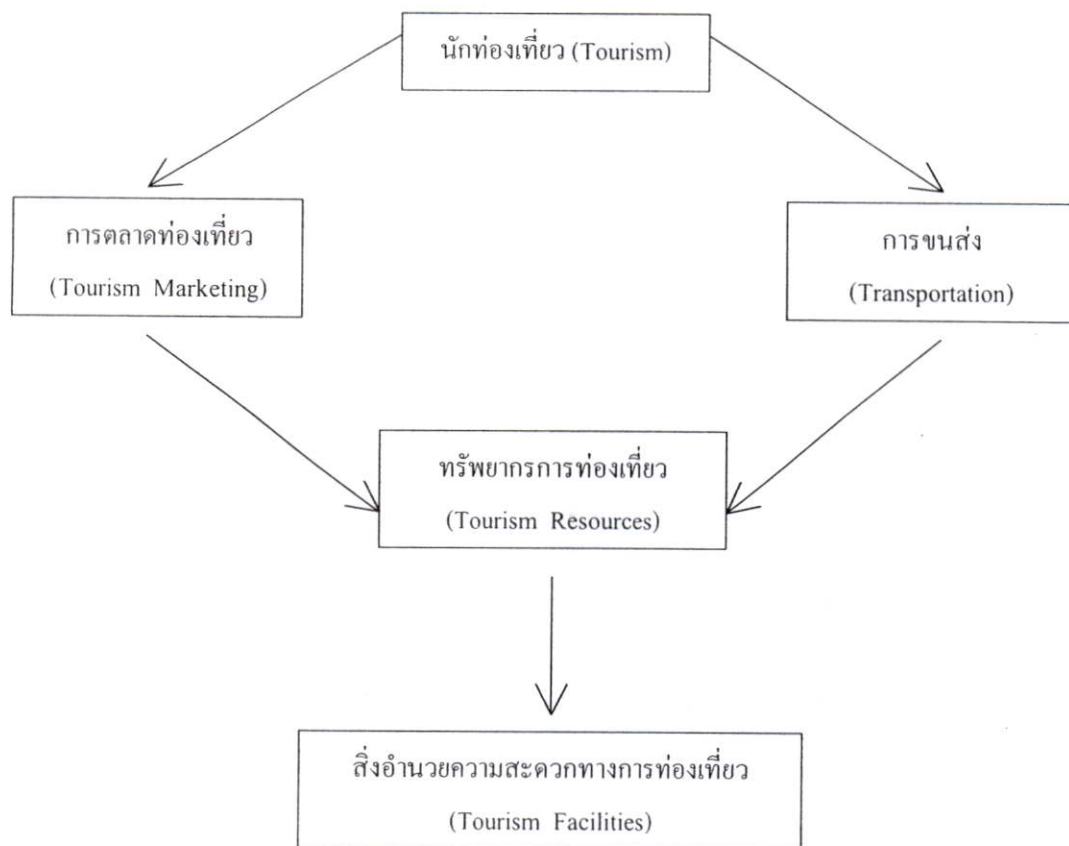 นักท่องเที่ยว (Tourism)
การตลาดท่องเที่ยว
(Tourism Marketing)
การขนส่ง
(Transportation)
ทรัพยากรการท่องเที่ยว
(Tourism Resources)
สิ่งอำนวยความสะดวกทางการท่องเที่ยว
(Tourism Facilities)